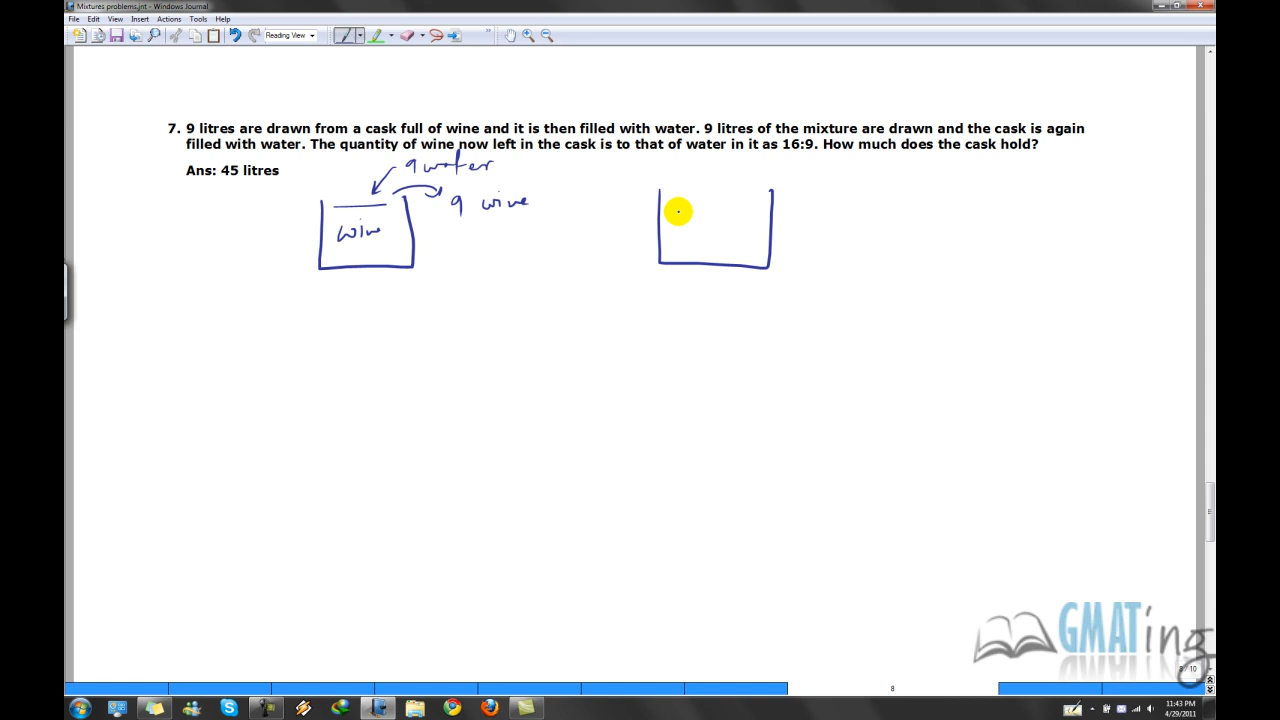 Mixtures problems.jnt - Windows Journal
File Edit View Insert Actions Tools Help
Reading View
7. 9 litres are drawn from a cask full of wine and it is then filled with water. 9 litres of the mixture are drawn and the cask is again
filled with water. The quantity of wine now left in the cask is to that of water in it as 16:9. How much does the cask hold?
Ans: 45 litres
9 water
9 wine
wine
GMATing
8 / 10
8
11:43 PM
4/29/2011